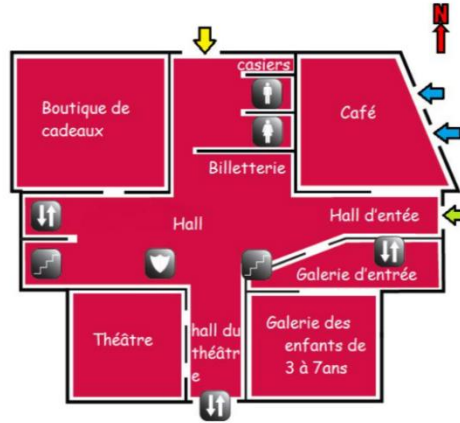 N
casiers
Boutique de
cadeaux
Café
Billetterie
Hall
Hall d'entée
Galerie d'entrée
Théâtre
hall du
théâtr
e
Galerie des
enfants de
3 à 7ans